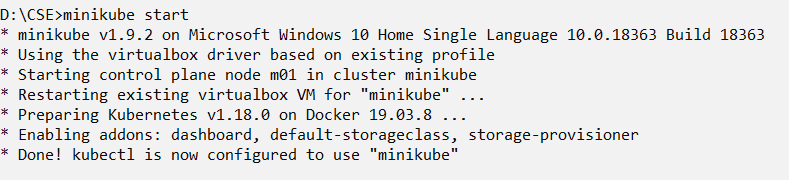 D:\CSE>minikube start
* minikube v1.9.2 on Microsoft Windows 10 Home Single Language 10.0.18363 Build 18363
* Using the virtualbox driver based on existing profile
* Starting control plane node m01 in cluster minikube
* Restarting existing virtualbox VM for "minikube" ...
* Preparing Kubernetes v1.18.0 on Docker 19.03.8 ...
* Enabling addons: dashboard, default-storageclass, storage-provisioner
* Done! kubectl is now configured to use "minikube"